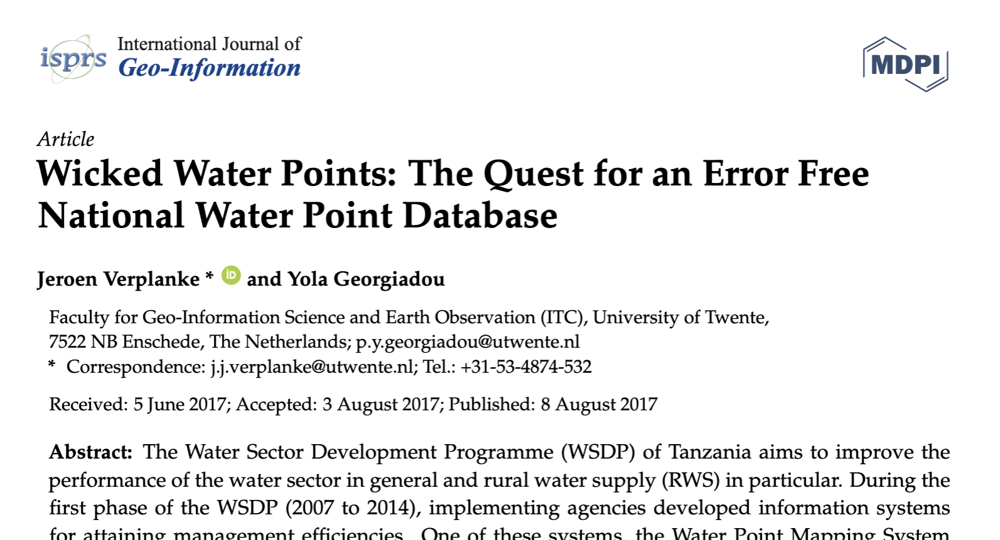 isprs
International Journal of
Geo-Information
MDPI
Article
Wicked Water Points: The Quest for an Error Free
National Water Point Database
Jeroen Verplanke * iD and Yola Georgiadou
Faculty for Geo-Information Science and Earth Observation (ITC), University of Twente,
7522 NB Enschede, The Netherlands; p.y.georgiadou@utwente.nl
* Correspondence: j.j.verplanke@utwente.nl; Tel.: +31-53-4874-532
Received: 5 June 2017; Accepted: 3 August 2017; Published: 8 August 2017
Abstract: The Water Sector Development Programme (WSDP) of Tanzania aims to improve the
performance of the water sector in general and rural water supply (RWS) in particular. During the
first phase of the WSDP (2007 to 2014), implementing agencies developed information systems
for attaining management efficiencies. One of these systems, the Water Point Mapping System